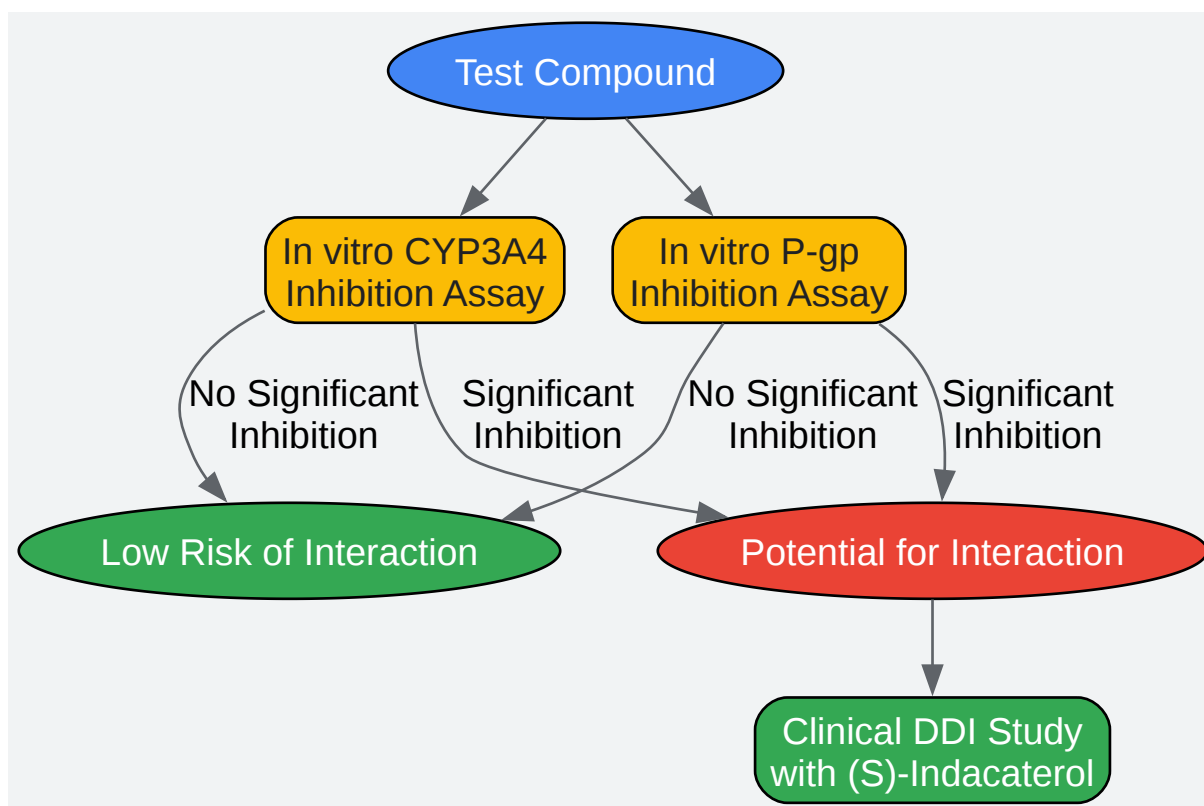 Test Compound
In vitro CYP3A4
Inhibition Assay
In vitro P-gp
Inhibition Assay
No Significant
Inhibition
Significant
Inhibition
No Significant
Inhibition
Significant
Inhibition
Low Risk of Interaction
Potential for Interaction
Clinical DDI Study
with (S)-Indacaterol